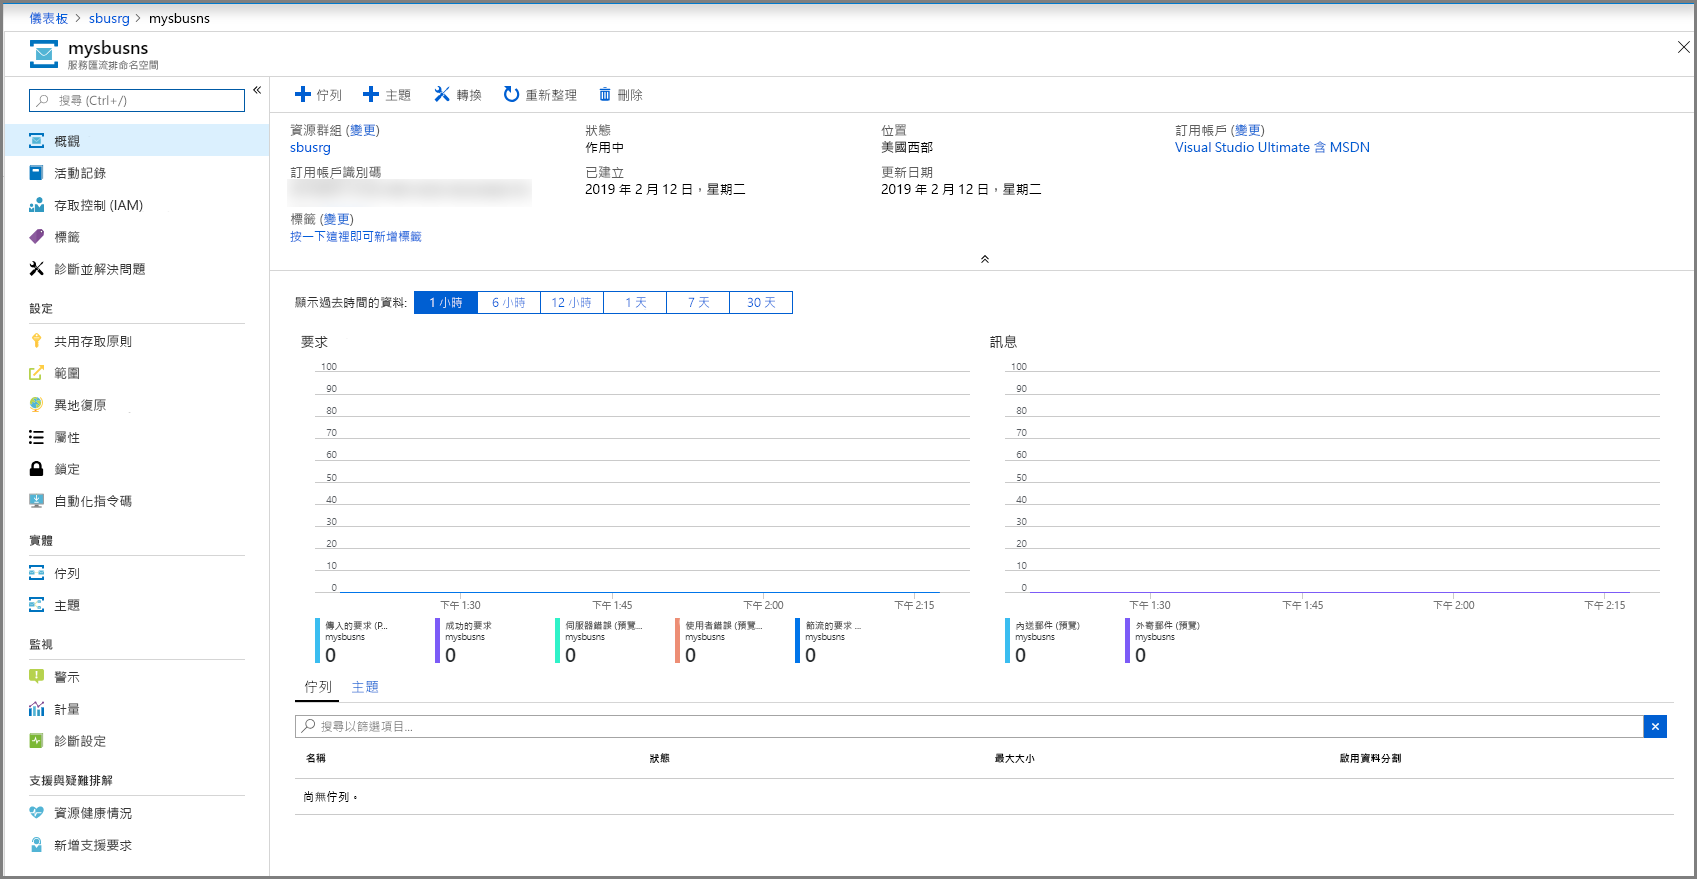 儀表板 > sbusrg > mysbusns
mysbusns
服務匯流排命名空間
搜尋 (Ctrl+/)
概觀
活動記錄
存取控制 (IAM)
標籤
診斷並解決問題
設定
共用存取原則
範圍
異地復原
屬性
鎖定
自動化指令碼
實體
佇列
主題
監視
警示
計量
診斷設定
支援與疑難排解
資源健康情況
新增支援要求
佇列 主題 轉換 重新整理 刪除
資源群組 (變更)
sbusrg
訂用帳戶識別碼
標籤 (變更)
按一下這裡即可新增標籤
狀態
作用中
已建立
2019 年 2 月 12 日，星期二
位置
美國西部
更新日期
2019 年 2 月 12 日，星期二
訂用帳戶 (變更)
Visual Studio Ultimate 含 MSDN
顯示過去時間的資料: 1 小時 6 小時 12 小時 1 天 7 天 30 天
要求
100
90
80
70
60
50
40
30
20
10
0
下午 1:30 下午 1:45 下午 2:00 下午 2:15
傳入的要求 (P...
mysbusns
0
成功的要求
mysbusns
0
伺服器錯誤 (預覽...
mysbusns
0
使用者錯誤 (預覽...
mysbusns
0
節流的要求 ...
mysbusns
0
訊息
100
90
80
70
60
50
40
30
20
10
0
下午 1:30 下午 1:45 下午 2:00 下午 2:15
內送郵件 (預覽)
mysbusns
0
外寄郵件 (預覽)
mysbusns
0
佇列 主題
搜尋以篩選項目...
名稱 狀態 最大大小 啟用資料分割
尚無佇列。